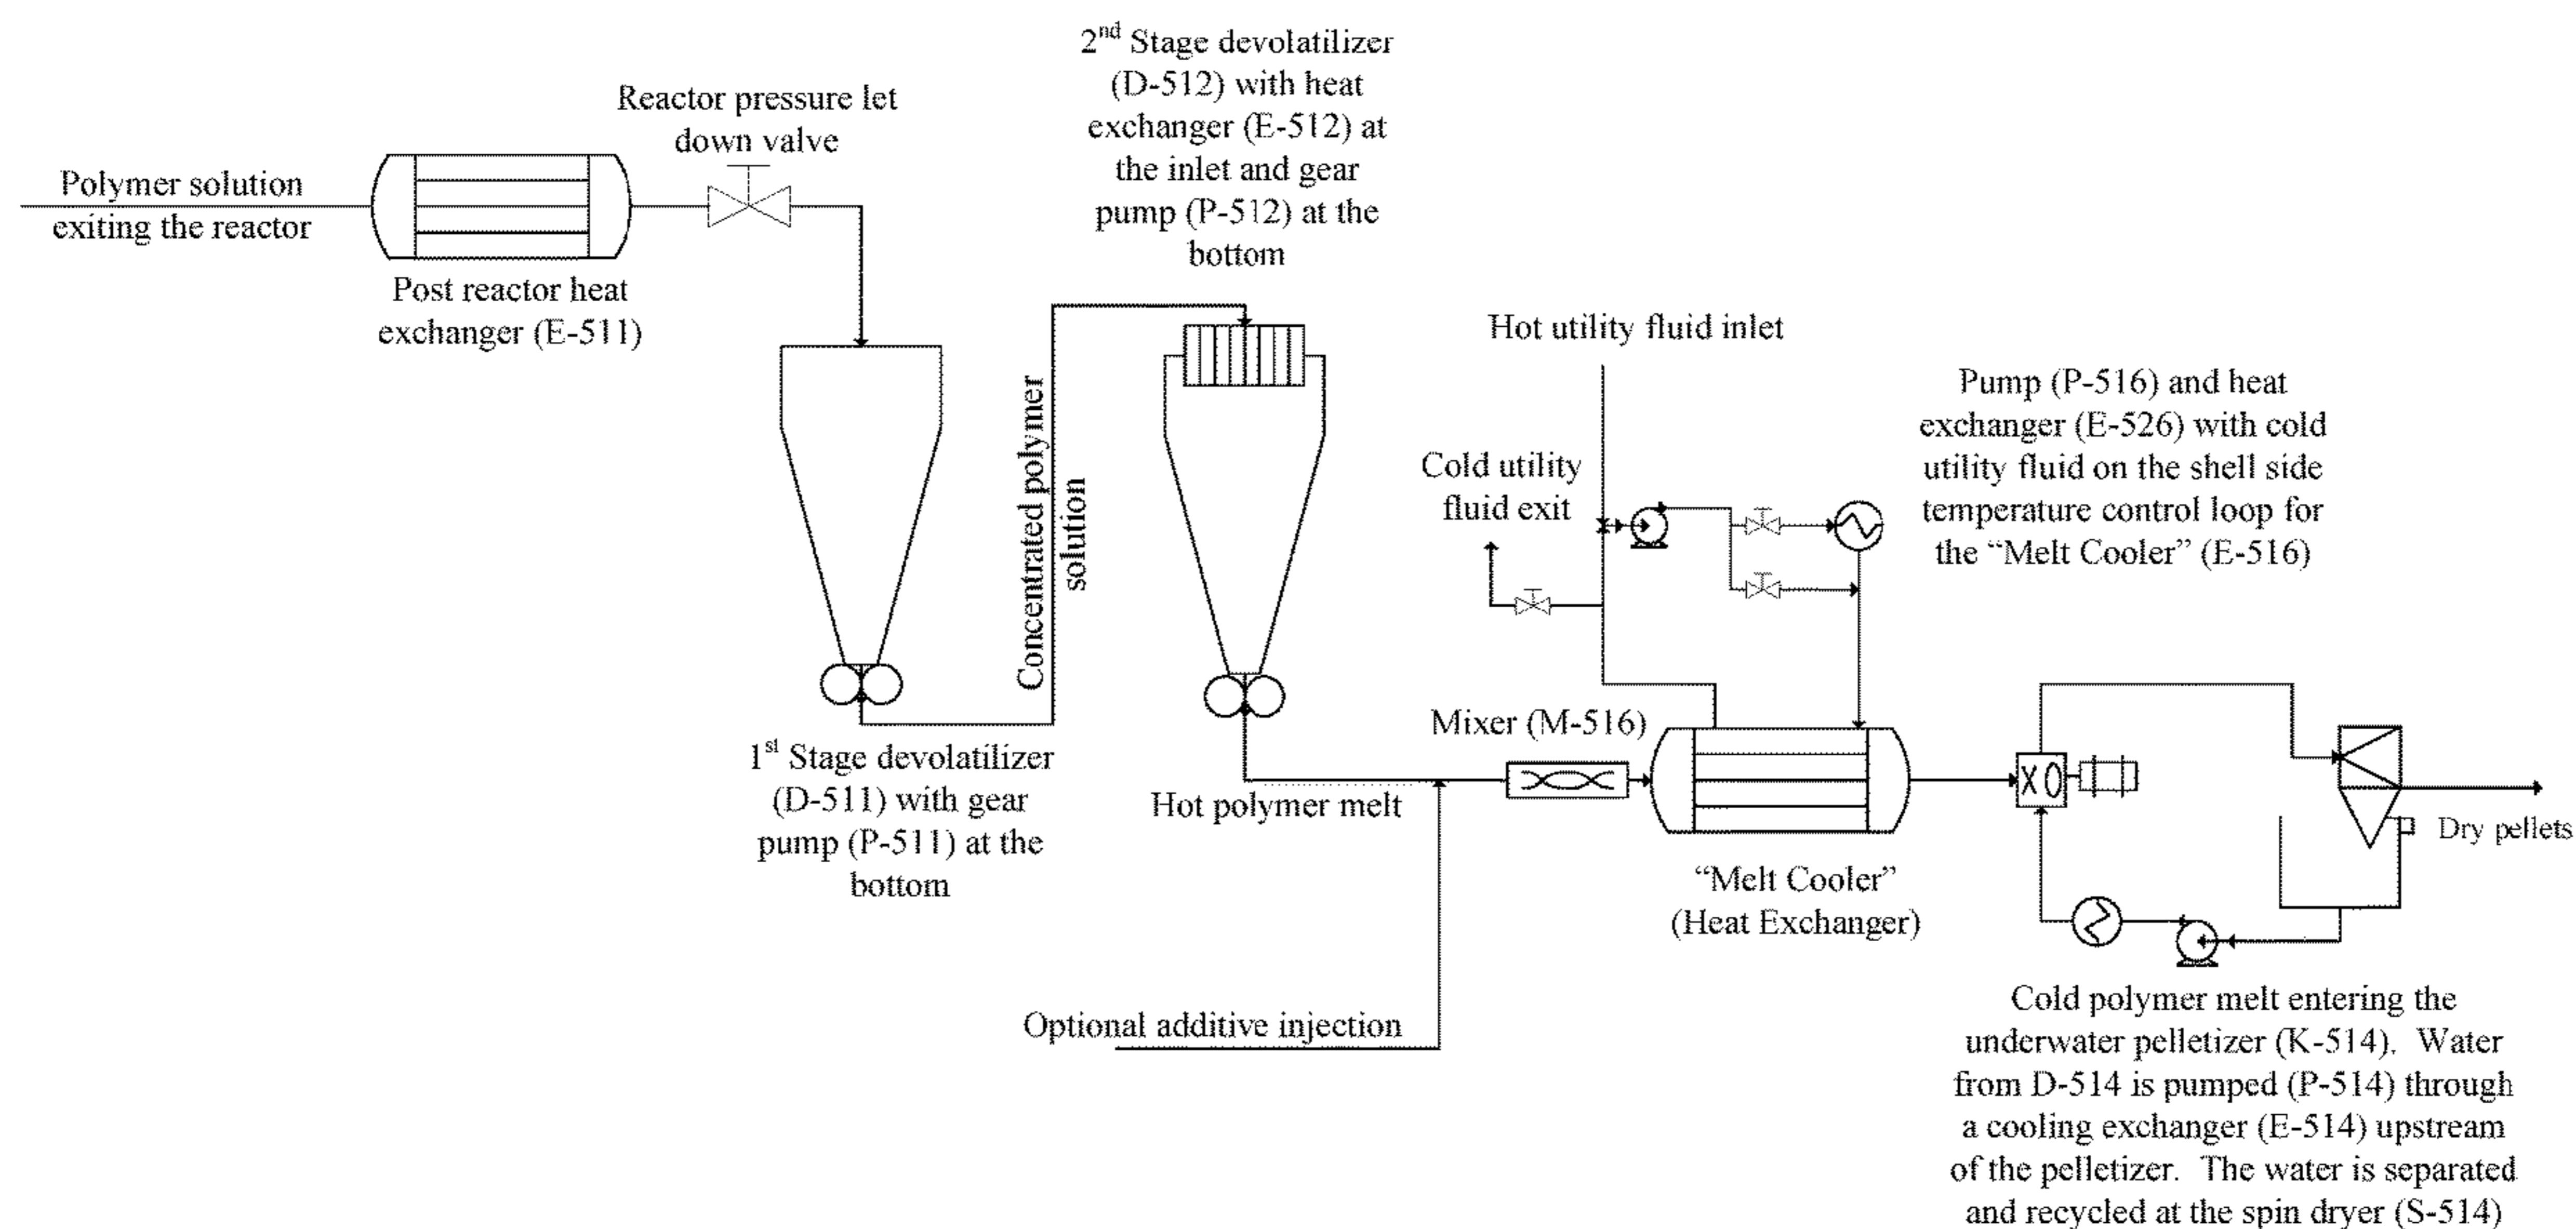 Polymer solution
exiting the reactor
Post reactor heat
exchanger (E-511)
Reactor pressure let
down valve
1st Stage devolatilizer
(D-511) with gear
pump (P-511) at the
bottom
Concentrated polymer
solution
2nd Stage devolatilizer
(D-512) with heat
exchanger (E-512) at
the inlet and gear
pump (P-512) at the
bottom
Hot polymer melt
Optional additive injection
Mixer (M-516)
Hot utility fluid inlet
Cold utility
fluid exit
Pump (P-516) and heat
exchanger (E-526) with cold
utility fluid on the shell side
temperature control loop for
the “Melt Cooler” (E-516)
“Melt Cooler”
(Heat Exchanger)
XO
Dry pellets
Cold polymer melt entering the
underwater pelletizer (K-514). Water
from D-514 is pumped (P-514) through
a cooling exchanger (E-514) upstream
of the pelletizer. The water is separated
and recycled at the spin dryer (S-514)